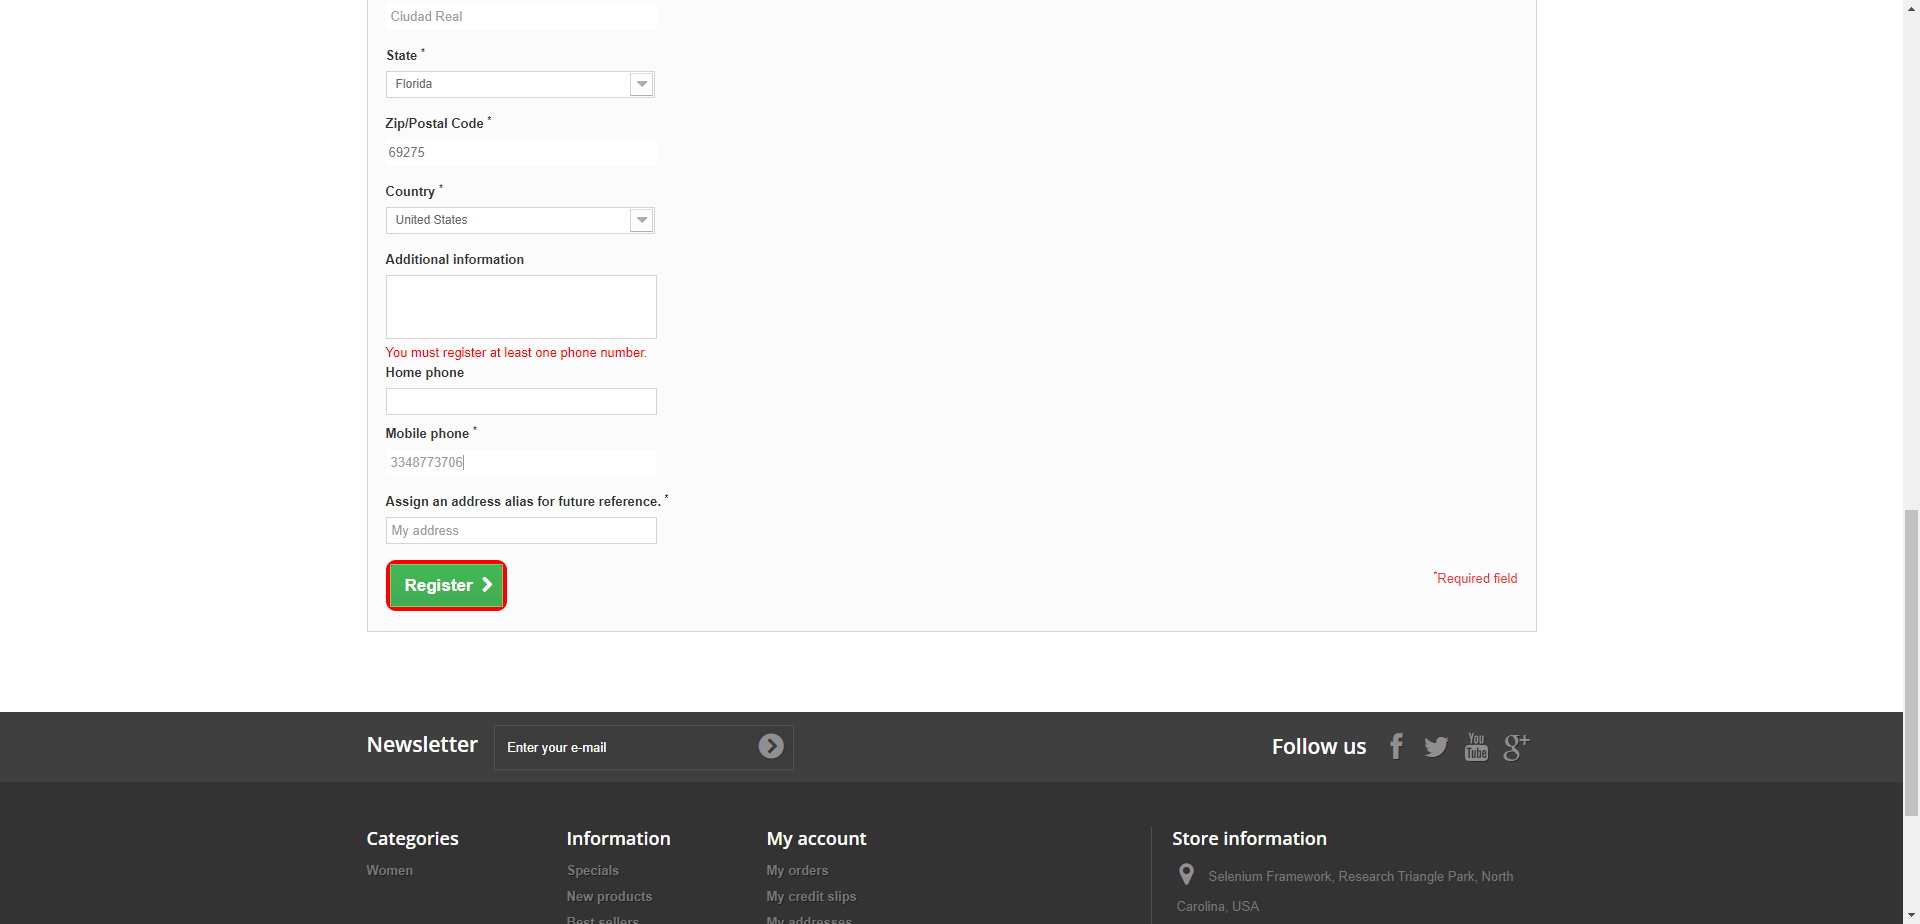 Ciudad Real
State *
Florida
Zip/Postal Code *
69275
Country *
United States
Additional information
You must register at least one phone number.
Home phone
Mobile phone *
3348773706
Assign an address alias for future reference. *
My address
Register
*Required field
Newsletter
Enter your e-mail
Follow us
You Tube
g+
Categories
Women
Information
Specials
New products
Best sellers
My account
My orders
My credit slips
My addresses
Store information
Selenium Framework, Research Triangle Park, North
Carolina, USA